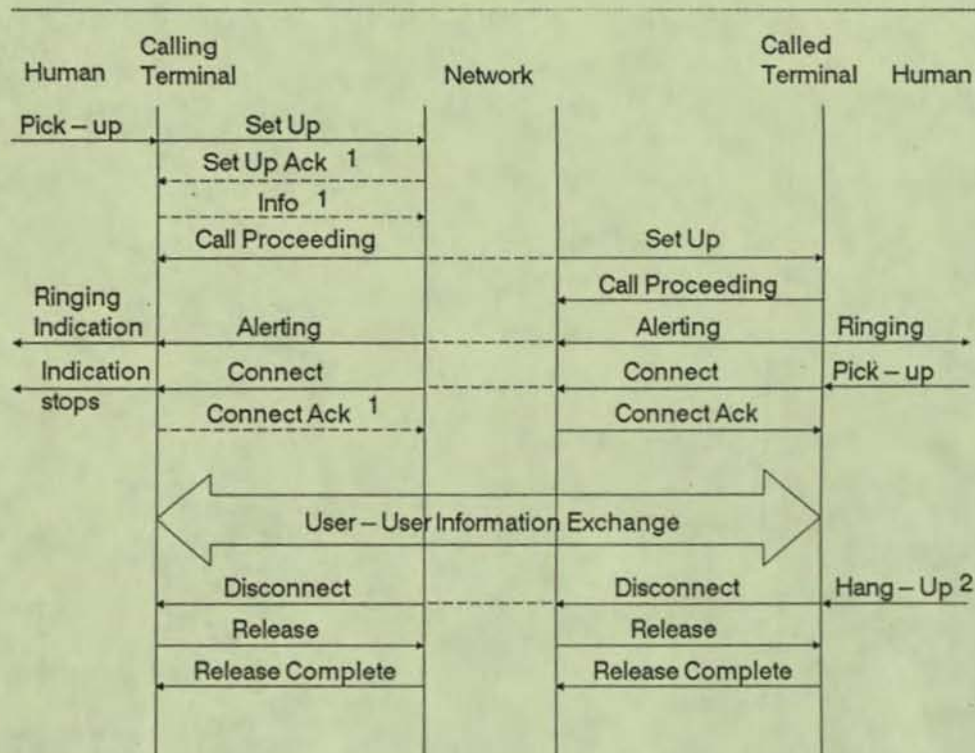 Human Calling Terminal Network Called Terminal Human
Pick – up Set Up
Set Up Ack 1
Info 1
Call Proceeding Set Up
Call Proceeding
Ringing Indication Alerting Alerting Ringing
Indication stops Connect Connect Pick – up
Connect Ack 1 Connect Ack
User – User Information Exchange
Disconnect Disconnect Hang – Up 2
Release Release
Release Complete Release Complete